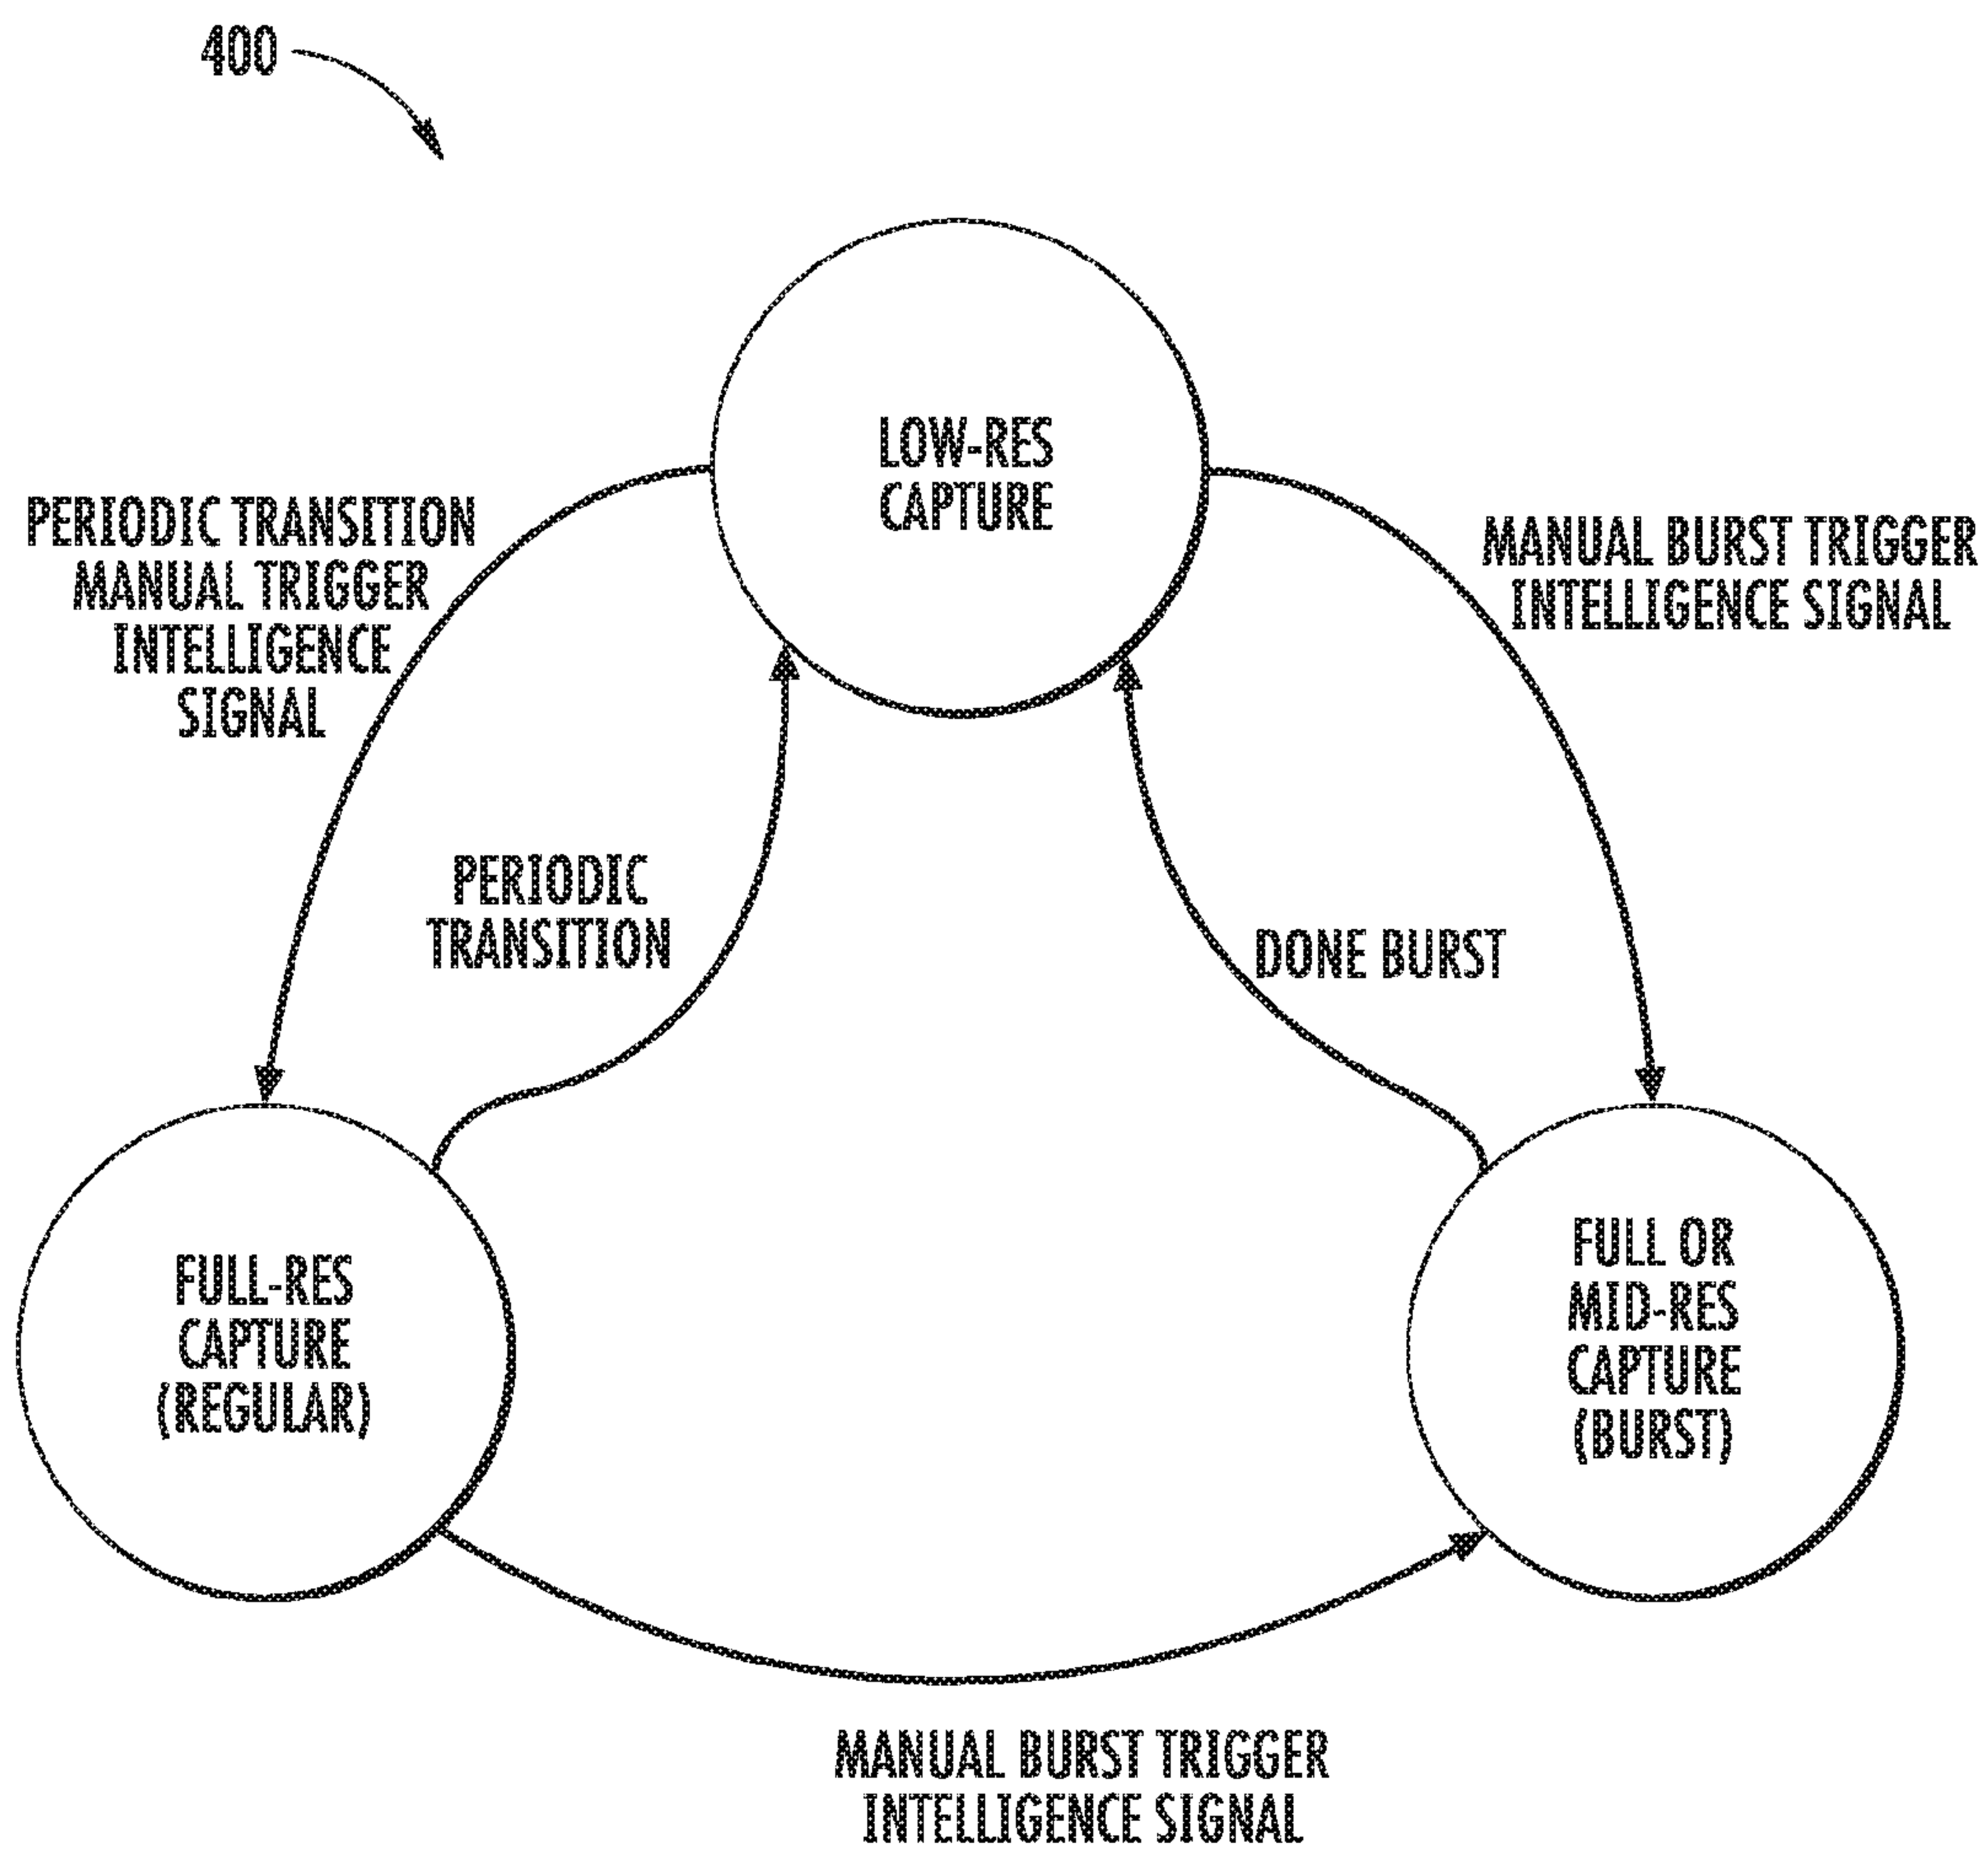 400
LOW-RES
CAPTURE
PERIODIC TRANSITION
MANUAL TRIGGER
INTELLIGENCE
SIGNAL
MANUAL BURST TRIGGER
INTELLIGENCE SIGNAL
PERIODIC
TRANSITION
DONE BURST
FULL-RES
CAPTURE
(REGULAR)
FULL OR
MID-RES
CAPTURE
(BURST)
MANUAL BURST TRIGGER
INTELLIGENCE SIGNAL